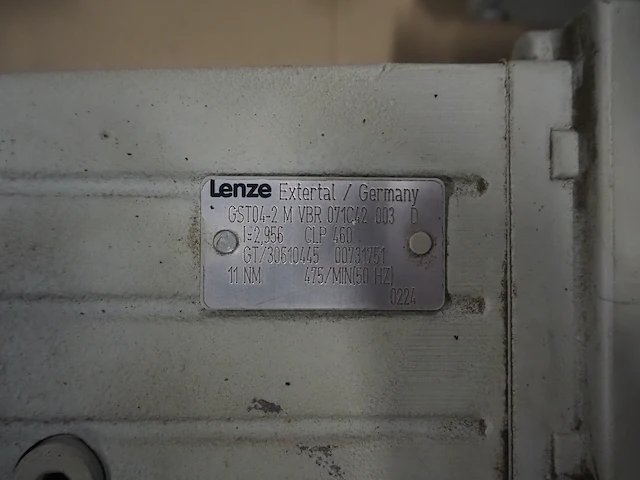 Lenze Extertal / Germany
GST04-2 M VBR 071C42 003 D
I=2,956 CLP 460
GT/30610445 00731751
11 NM 475/MIN(50 HZ)
0224